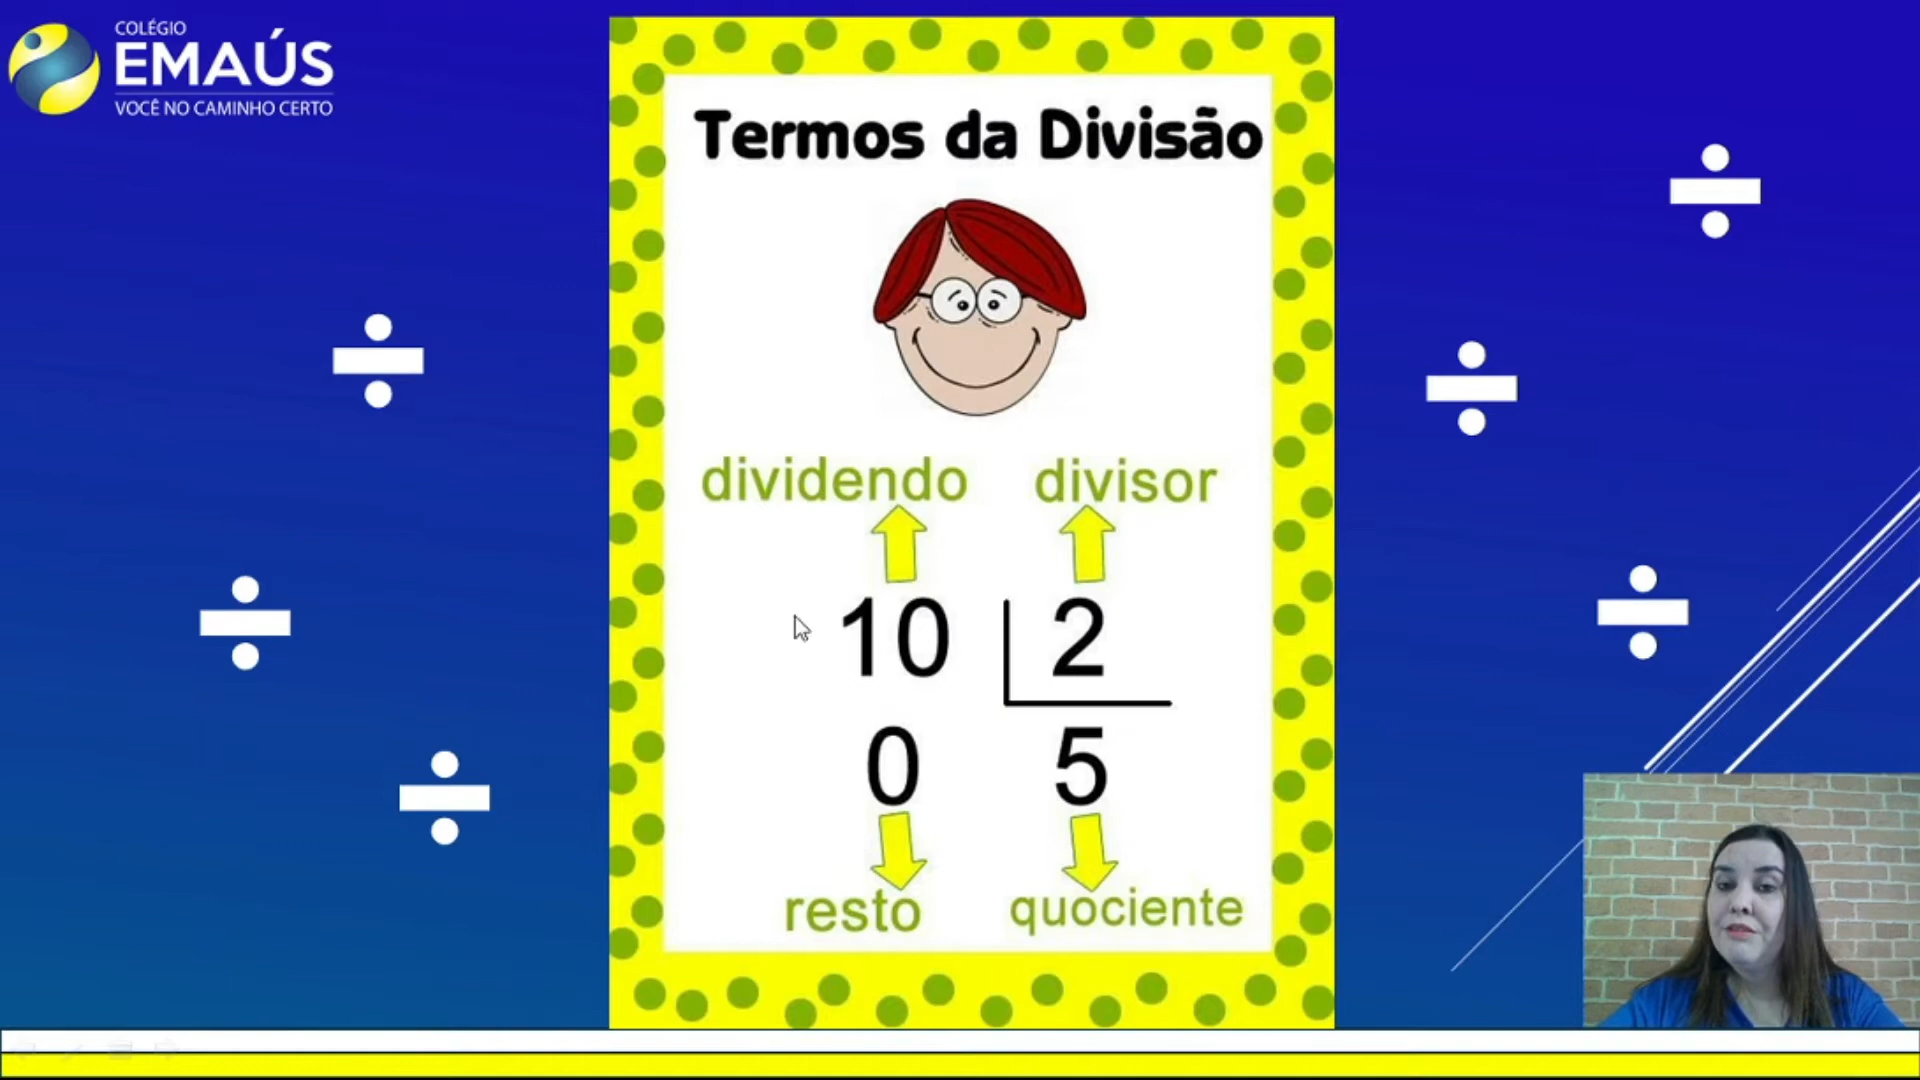 COLÉGIO
EMAÚS
VOCÊ NO CAMINHO CERTO
Termos da Divisão
dividendo divisor
10 2
0 5
resto quociente